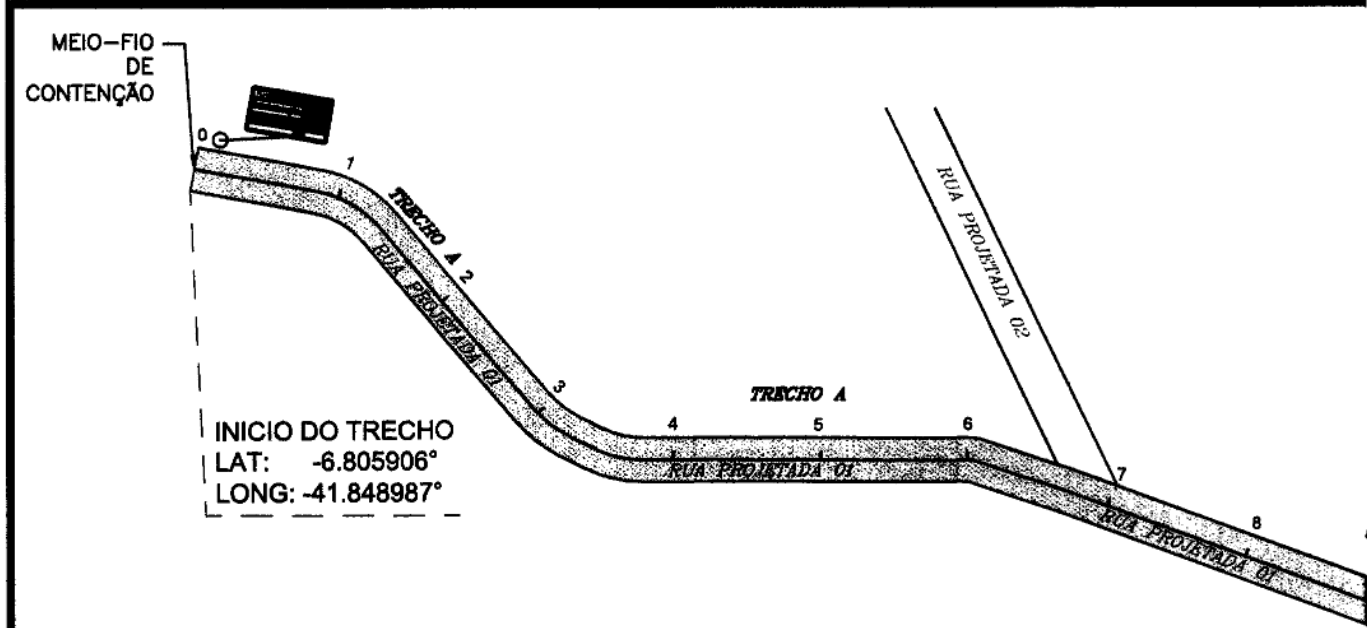 MEIO-FIO
DE
CONTENÇÃO
0
1
TRECHO A
2
RUA PROJETADA 01
3
TRECHO A
4
5
6
RUA PROJETADA 01
RUA PROJETADA 02
7
8
RUA PROJETADA 01
INICIO DO TRECHO
LAT: -6.805906°
LONG: -41.848987°